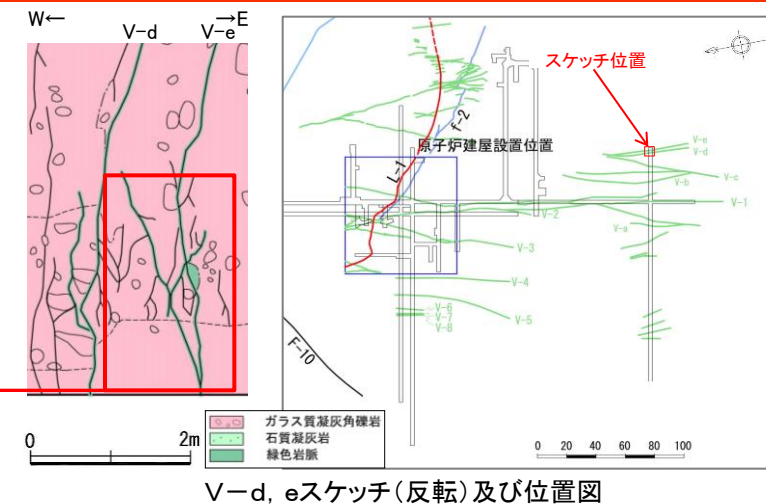 W← →E
V-d V-e
スケッチ位置
f-2
原子炉建屋設置位置
L-1
V-e
V-d
V-c
V-b
V-1
V-2
V-a
V-3
V-4
V-5
V-6
V-7
V-8
F-10
ガラス質凝灰角礫岩
石質凝灰岩
緑色岩脈
0 2m
0 20 40 60 80 100
V－d, eスケッチ(反転)及び位置図